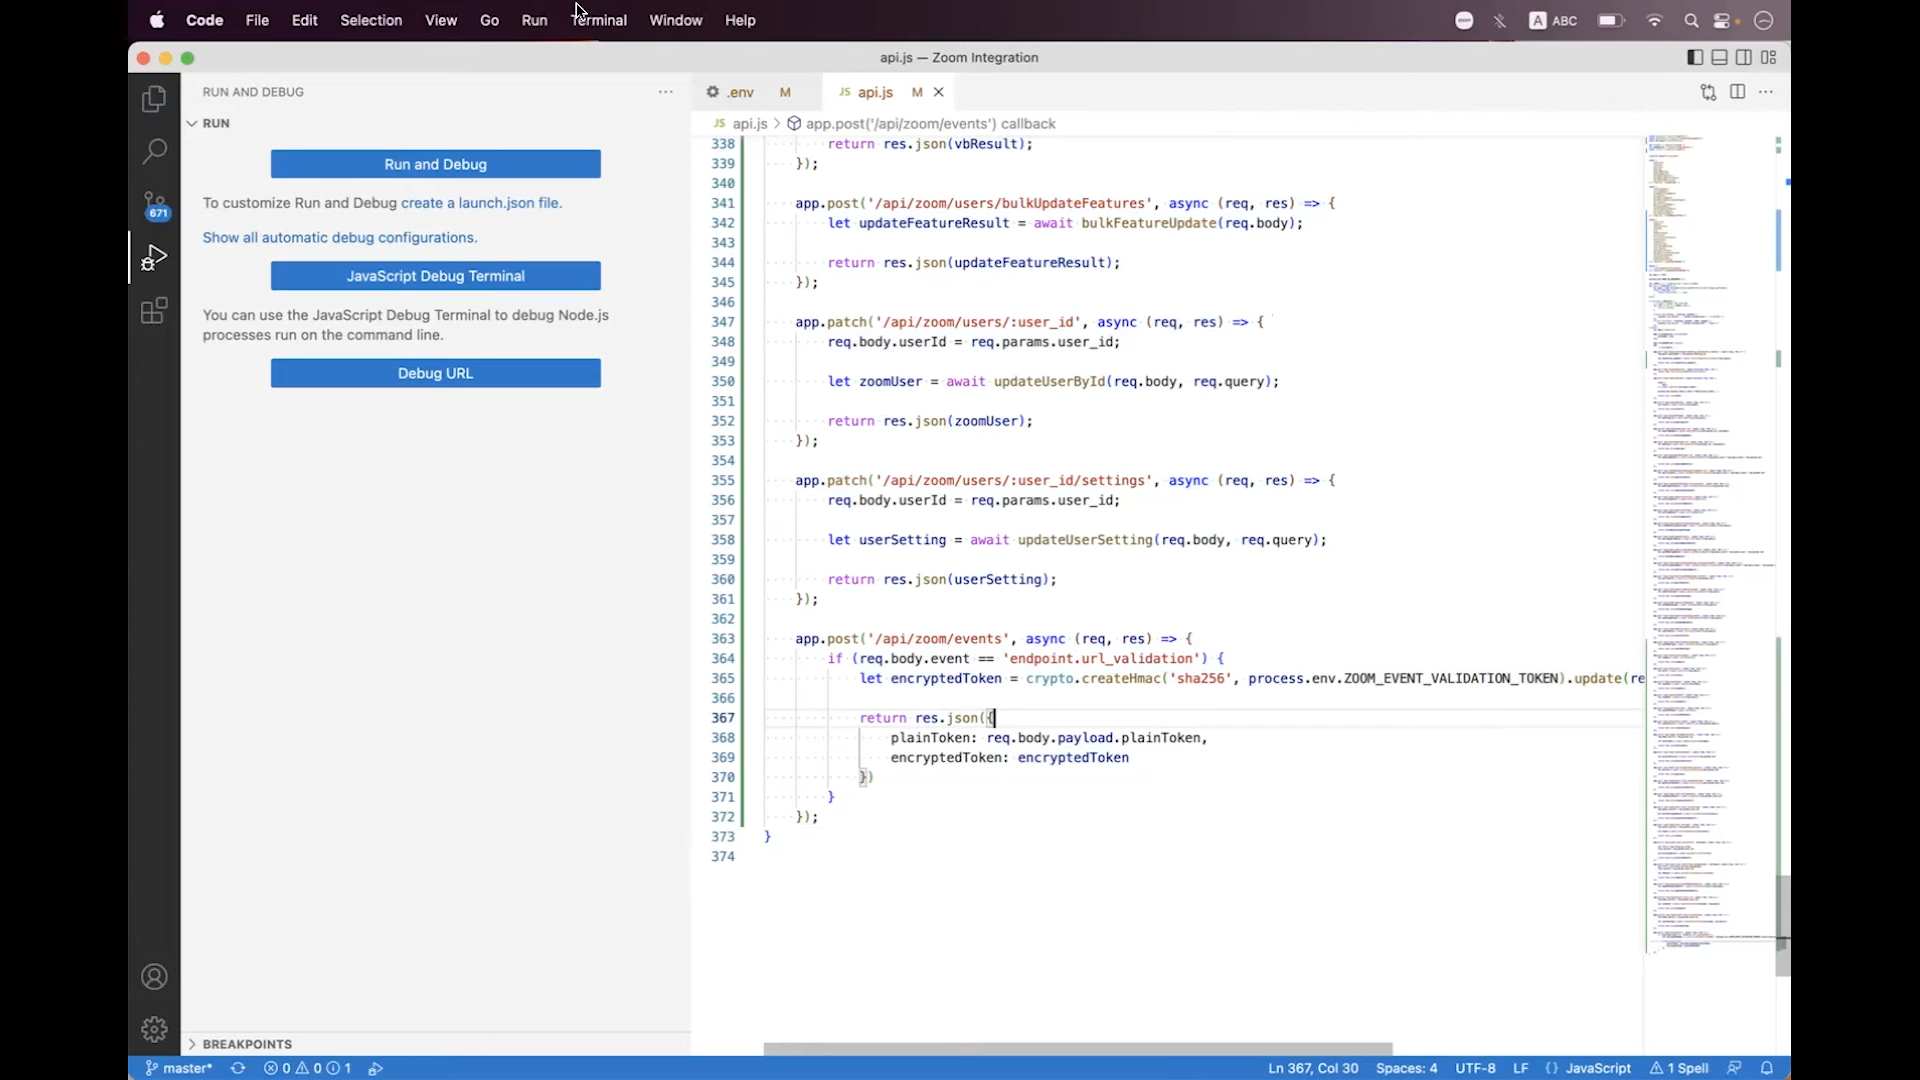 Code File Edit Selection View Go Run Terminal Window Help
A ABC
api.js — Zoom Integration
RUN AND DEBUG
.env M
JS api.js M
RUN
JS api.js > app.post('/api/zoom/events') callback
Run and Debug
To customize Run and Debug create a launch.json file.
Show all automatic debug configurations.
JavaScript Debug Terminal
You can use the JavaScript Debug Terminal to debug Node.js
processes run on the command line.
Debug URL
671
338 return res.json(vbResult);
339 });
340
341 app.post('/api/zoom/users/bulkUpdateFeatures', async (req, res) => {
342 let updateFeatureResult = await bulkFeatureUpdate(req.body);
343
344 return res.json(updateFeatureResult);
345 });
346
347 app.patch('/api/zoom/users/:user_id', async (req, res) => {
348 req.body.userId = req.params.user_id;
349
350 let zoomUser = await updateUserById(req.body, req.query);
351
352 return res.json(zoomUser);
353 });
354
355 app.patch('/api/zoom/users/:user_id/settings', async (req, res) => {
356 req.body.userId = req.params.user_id;
357
358 let userSetting = await updateUserSetting(req.body, req.query);
359
360 return res.json(userSetting);
361 });
362
363 app.post('/api/zoom/events', async (req, res) => {
364 if (req.body.event == 'endpoint.url_validation') {
365 let encryptedToken = crypto.createHmac('sha256', process.env.ZOOM_EVENT_VALIDATION_TOKEN).update(re
366
367 return res.json({
368 plainToken: req.body.payload.plainToken,
369 encryptedToken: encryptedToken
370 })
371 }
372 });
373 }
374
BREAKPOINTS
master* 0 0 1
Ln 367, Col 30 Spaces: 4 UTF-8 LF {} JavaScript 1 Spell